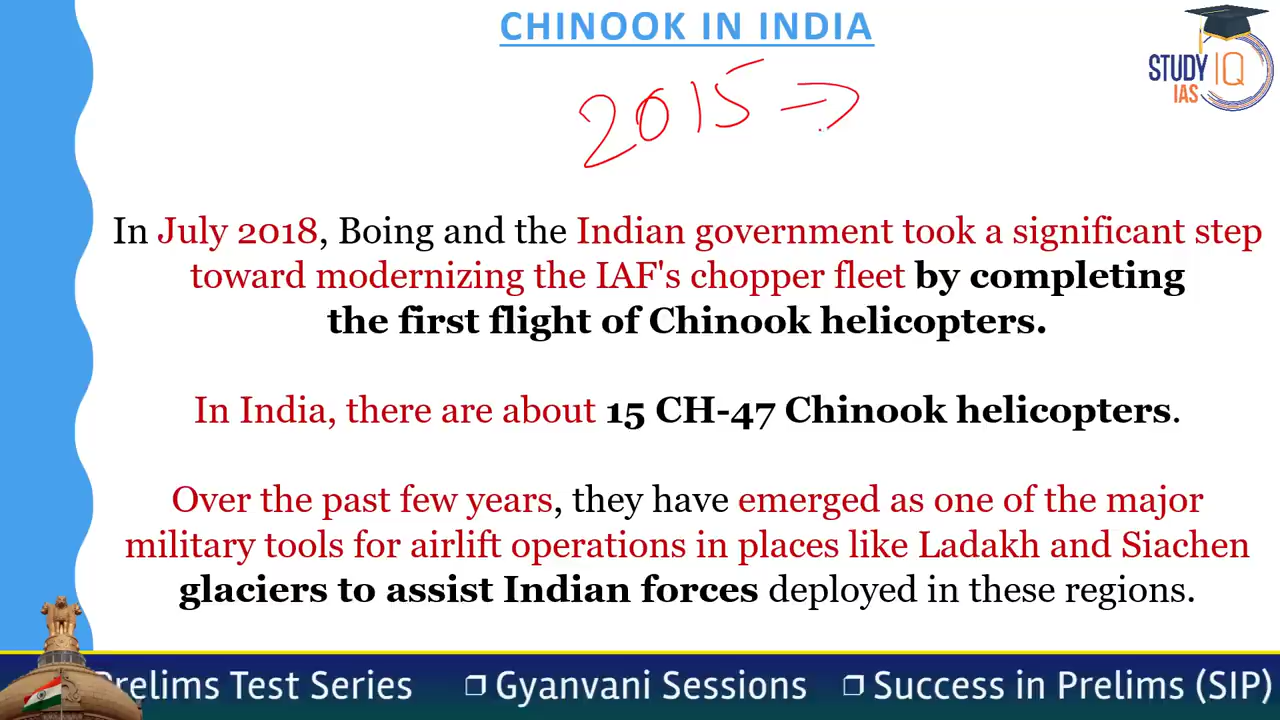 CHINOOK IN INDIA
STUDY IQ
IAS
2015 →
In July 2018, Boing and the Indian government took a significant step
toward modernizing the IAF's chopper fleet by completing
the first flight of Chinook helicopters.
In India, there are about 15 CH-47 Chinook helicopters.
Over the past few years, they have emerged as one of the major
military tools for airlift operations in places like Ladakh and Siachen
glaciers to assist Indian forces deployed in these regions.
Prelims Test Series ❒ Gyanvani Sessions ❒ Success in Prelims (SIP)